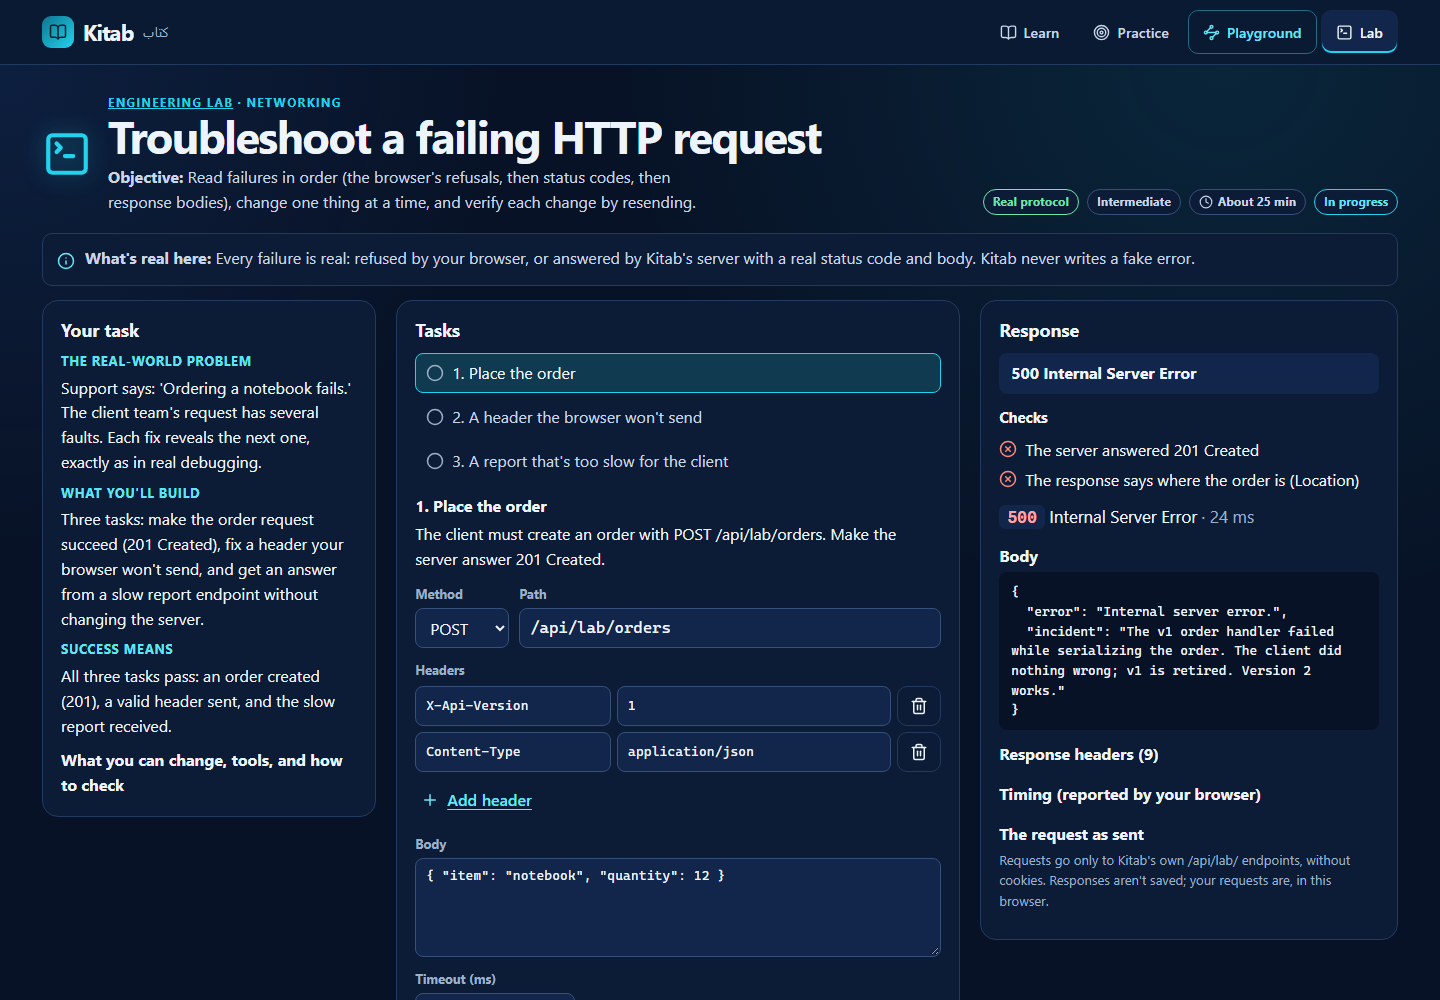 Kitab كتاب
Learn
Practice
Playground
Lab
ENGINEERING LAB · NETWORKING
Troubleshoot a failing HTTP request
Objective: Read failures in order (the browser's refusals, then status codes, then
response bodies), change one thing at a time, and verify each change by resending.
Real protocol
Intermediate
About 25 min
In progress
What's real here: Every failure is real: refused by your browser, or answered by Kitab's server with a real status code and body. Kitab never writes a fake error.
Your task
THE REAL-WORLD PROBLEM
Support says: 'Ordering a notebook fails.'
The client team's request has several
faults. Each fix reveals the next one,
exactly as in real debugging.
WHAT YOU'LL BUILD
Three tasks: make the order request
succeed (201 Created), fix a header your
browser won't send, and get an answer
from a slow report endpoint without
changing the server.
SUCCESS MEANS
All three tasks pass: an order created
(201), a valid header sent, and the slow
report received.
What you can change, tools, and how
to check
Tasks
1. Place the order
2. A header the browser won't send
3. A report that's too slow for the client
1. Place the order
The client must create an order with POST /api/lab/orders. Make the
server answer 201 Created.
Method
Path
POST
/api/lab/orders
Headers
X-Api-Version
1
Content-Type
application/json
+ Add header
Body
{ "item": "notebook", "quantity": 12 }
Timeout (ms)
Response
500 Internal Server Error
Checks
The server answered 201 Created
The response says where the order is (Location)
500 Internal Server Error · 24 ms
Body
{
"error": "Internal server error.",
"incident": "The v1 order handler failed
while serializing the order. The client did
nothing wrong; v1 is retired. Version 2
works."
}
Response headers (9)
Timing (reported by your browser)
The request as sent
Requests go only to Kitab's own /api/lab/ endpoints, without
cookies. Responses aren't saved; your requests are, in this
browser.